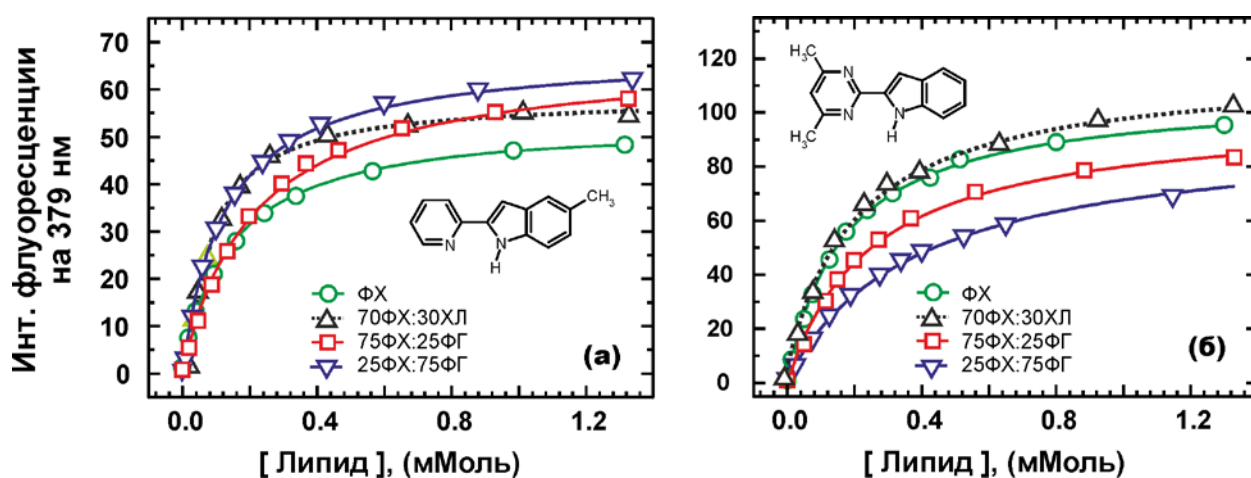 Инт. флуоресценции
на 379 нм
70
60
50
40
30
20
10
0
CH₃
N
N
H
ФХ
70ФХ:30ХЛ
75ФХ:25ФГ
25ФХ:75ФГ
(а)
0.0 0.4 0.8 1.2
[ Липид ], (мМоль)
120
100
80
60
40
20
0
H₃C
N
N
N
H
CH₃
ФХ
70ФХ:30ХЛ
75ФХ:25ФГ
25ФХ:75ФГ
(б)
0.0 0.4 0.8 1.2
[ Липид ], (мМоль)